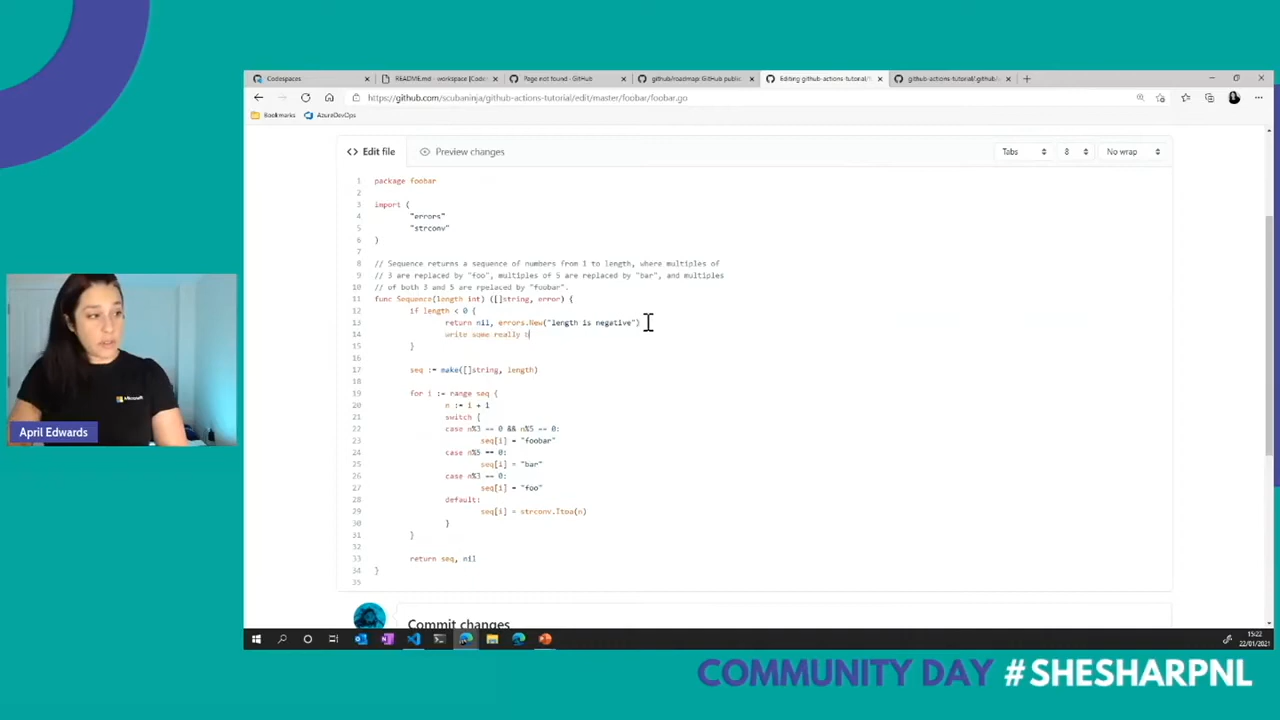 Codespaces
README.md - workspace [Codes
Page not found · GitHub
github/roadmap: GitHub public
Editing github-actions-tutorial/f
github-actions-tutorial/.github/
https://github.com/scubaninja/github-actions-tutorial/edit/master/foobar/foobar.go
Bookmarks
AzureDevOps
<> Edit file
Preview changes
Tabs
8
No wrap
1 package foobar
2
3 import (
4 "errors"
5 "strconv"
6 )
7
8 // Sequence returns a sequence of numbers from 1 to length, where multiples of
9 // 3 are replaced by "foo", multiples of 5 are replaced by "bar", and multiples
10 // of both 3 and 5 are rpelaced by "foobar".
11 func Sequence(length int) ([]string, error) {
12 if length < 0 {
13 return nil, errors.New("length is negative")
14 write some really b
15 }
16
17 seq := make([]string, length)
18
19 for i := range seq {
20 n := i + 1
21 switch {
22 case n%3 == 0 && n%5 == 0:
23 seq[i] = "foobar"
24 case n%5 == 0:
25 seq[i] = "bar"
26 case n%3 == 0:
27 seq[i] = "foo"
28 default:
29 seq[i] = strconv.Itoa(n)
30 }
31 }
32
33 return seq, nil
34 }
35
Commit changes
Microsoft
April Edwards
15:22
22/01/2021
COMMUNITY DAY #SHESHARPNL